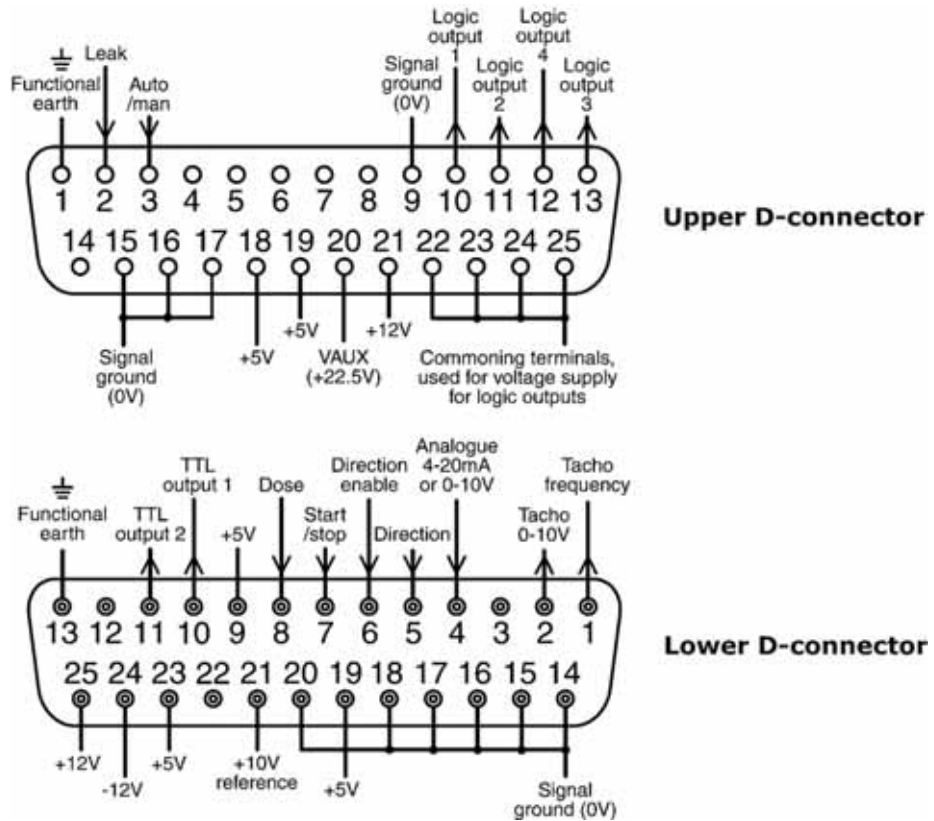 Leak
Functional
earth
Auto
/man
Signal
ground
(0V)
Logic
output
1
Logic
output
2
Logic
output
4
Logic
output
3
1 2 3 4 5 6 7 8 9 10 11 12 13
14 15 16 17 18 19 20 21 22 23 24 25
Upper D-connector
Signal
ground
(0V)
+5V
+5V
VAUX
(+22.5V)
+12V
Commoning terminals,
used for voltage supply
for logic outputs
Functional
earth
TTL
output 2
TTL
output 1
+5V
Dose
Start
/stop
Direction
enable
Direction
Analogue
4-20mA
or 0-10V
Tacho
0-10V
Tacho
frequency
13 12 11 10 9 8 7 6 5 4 3 2 1
25 24 23 22 21 20 19 18 17 16 15 14
Lower D-connector
+12V
-12V
+5V
+10V
reference
+5V
Signal
ground (0V)